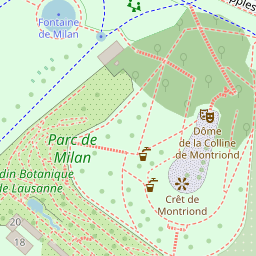 Fontaine
de Milan
Parc de
Milan
Dôme
de la Colline
de Montriond
din Botanique
de Lausanne
Crêt de
Montriond
20
18